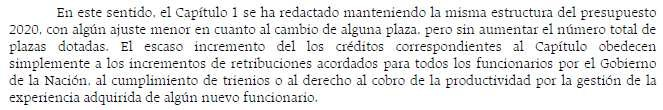 En este sentido, el Capítulo 1 se ha redactado manteniendo la misma estructura del presupuesto
2020, con algún ajuste menor en cuanto al cambio de alguna plaza, pero sin aumentar el número total de
plazas dotadas. El escaso incremento del los créditos correspondientes al Capítulo obedecen
simplemente a los incrementos de retribuciones acordados para todos los funcionarios por el Gobierno
de la Nación, al cumplimiento de trienios o al derecho al cobro de la productividad por la gestión de la
experiencia adquirida de algún nuevo funcionario.